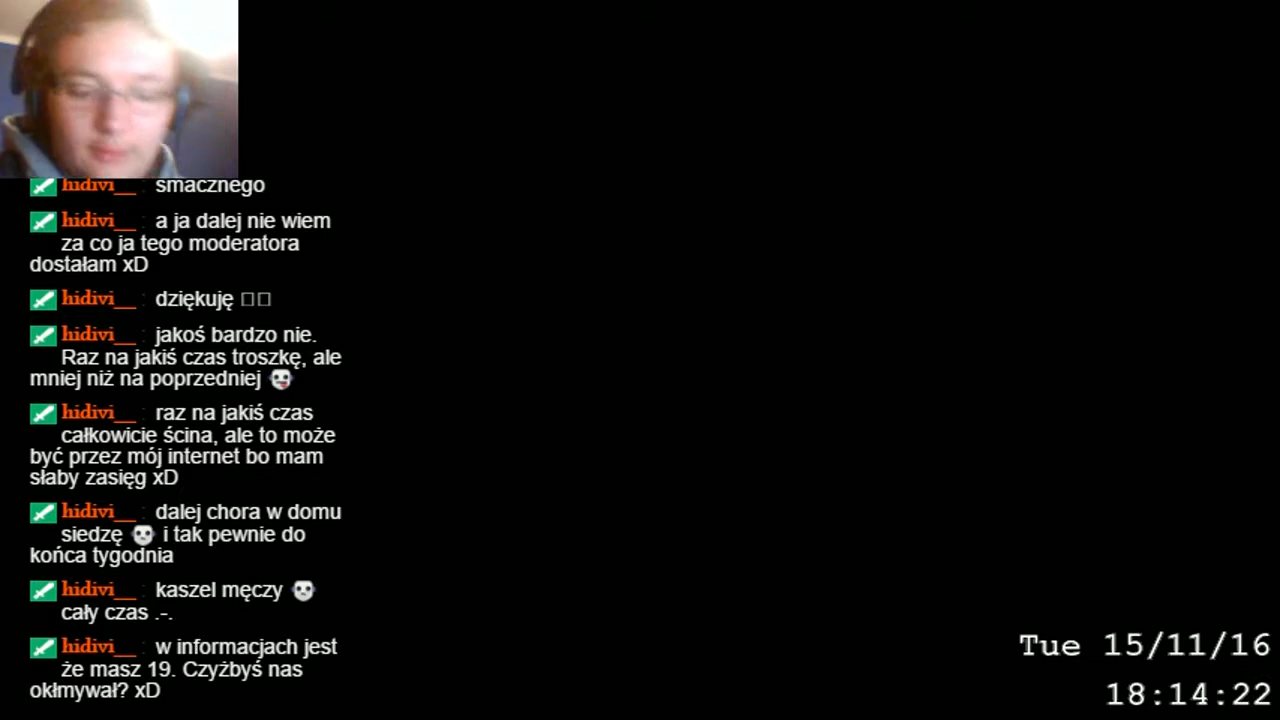 hidivi__ : smacznego
hidivi__ : a ja dalej nie wiem
za co ja tego moderatora
dostałam xD
hidivi__ : dziękuję
hidivi__ : jakoś bardzo nie.
Raz na jakiś czas troszkę, ale
mniej niż na poprzedniej
hidivi__ : raz na jakiś czas
całkowicie ścina, ale to może
być przez mój internet bo mam
słaby zasięg xD
hidivi__ : dalej chora w domu
siedzę i tak pewnie do
końca tygodnia
hidivi__ : kaszel męczy
cały czas .-.
hidivi__ : w informacjach jest
że masz 19. Czyżbyś nas
okłmywał? xD
Tue 15/11/16
18:14:22